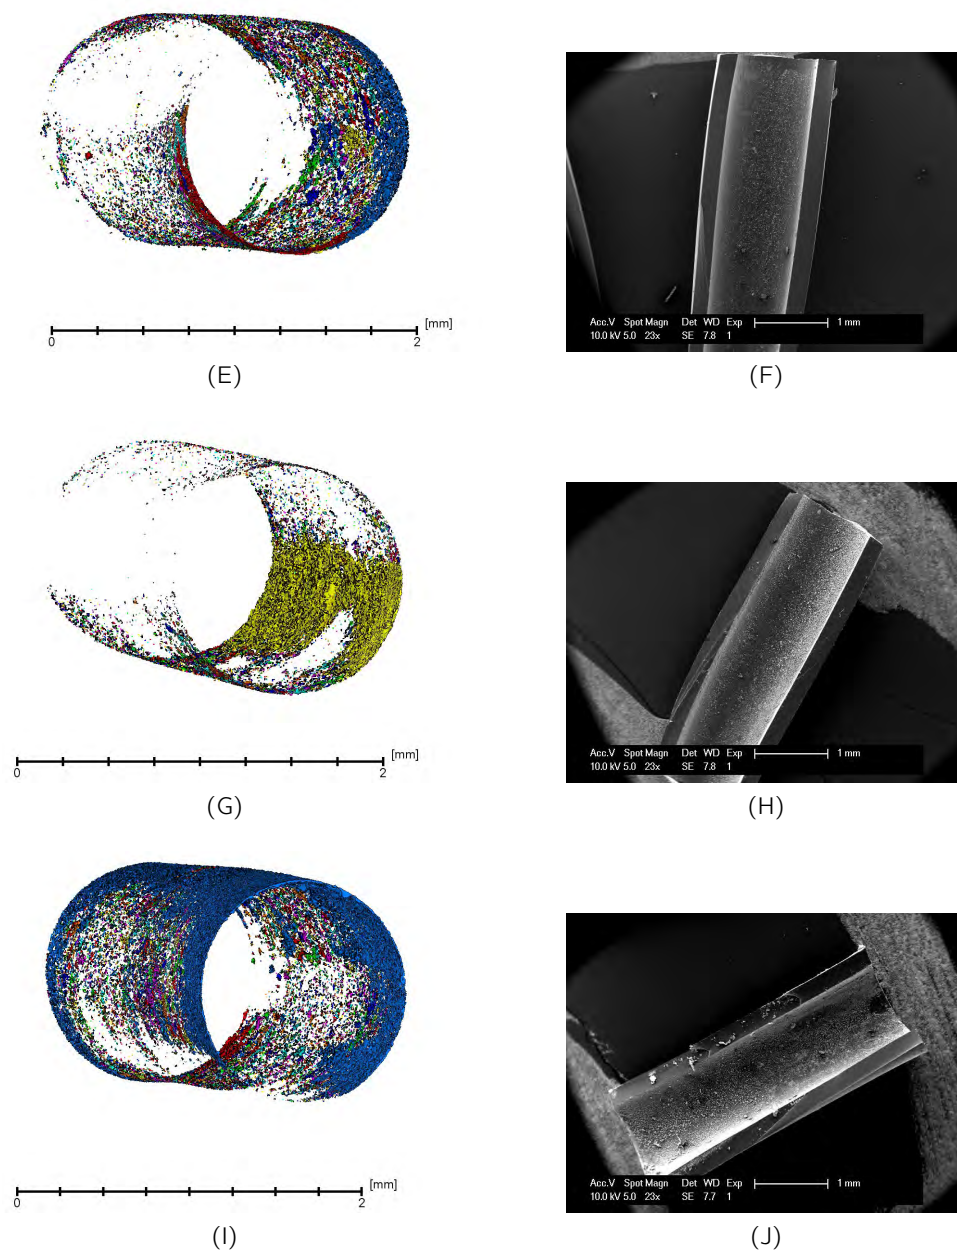 [mm]
0 2
(E)
Acc.V Spot Magn Det WD Exp 1 mm
10.0 kV 5.0 23x SE 7.8 1
(F)
[mm]
0 2
(G)
Acc.V Spot Magn Det WD Exp 1 mm
10.0 kV 5.0 23x SE 7.8 1
(H)
[mm]
0 2
(I)
Acc.V Spot Magn Det WD Exp 1 mm
10.0 kV 5.0 23x SE 7.7 1
(J)